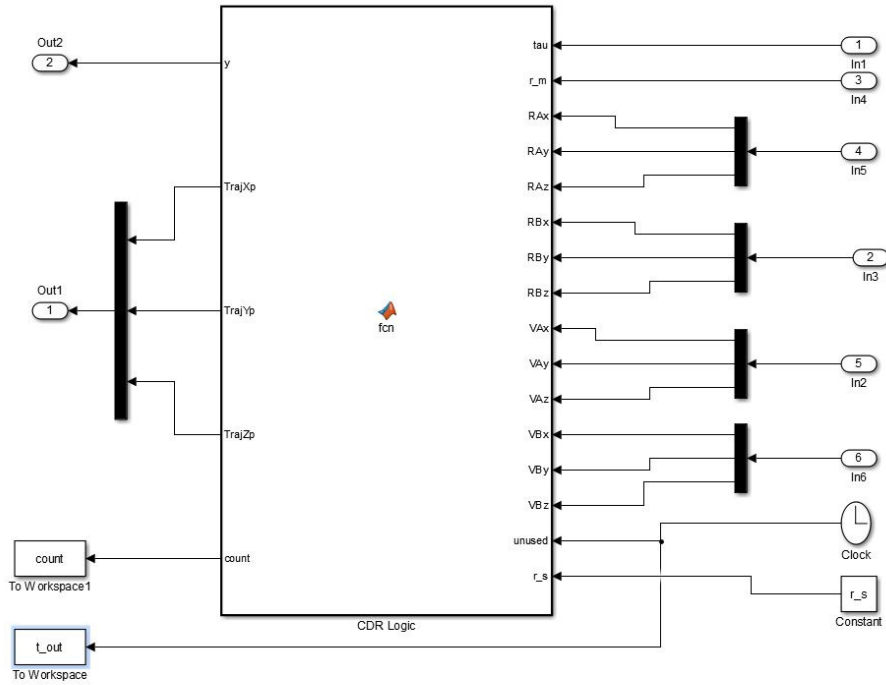 Out2
2
y
tau
1
In1
r_m
3
In4
RAx
RAy
4
In5
RAz
TrajXp
RBx
RBy
2
In3
RBz
Out1
1
TrajYp
fcn
VAx
VAy
5
In2
VAz
TrajZp
VBx
VBy
6
In6
VBz
unused
Clock
count
To Workspace1
count
r_s
r_s
Constant
CDR Logic
t_out
To Workspace